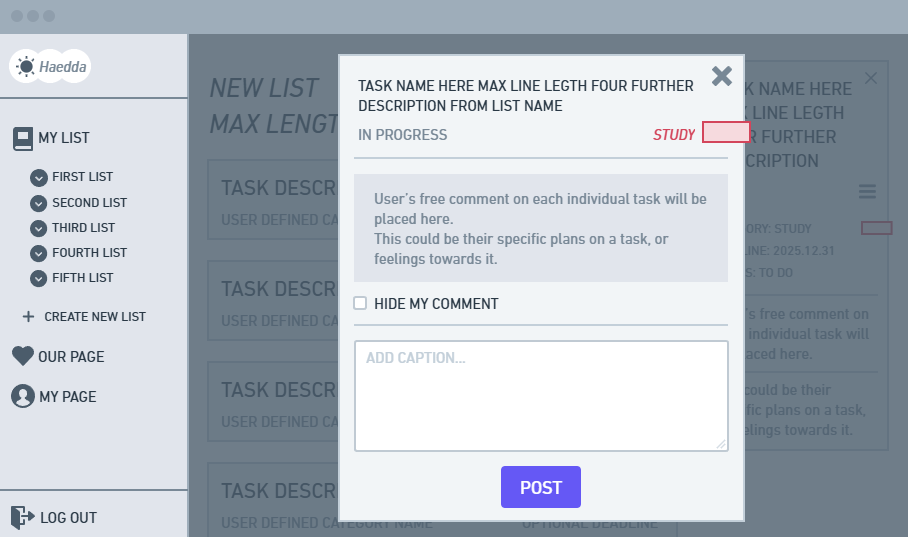 Haedda
MY LIST
FIRST LIST
SECOND LIST
THIRD LIST
FOURTH LIST
FIFTH LIST
CREATE NEW LIST
OUR PAGE
MY PAGE
LOG OUT
NEW LIST
MAX LENGT
TASK DESCR
USER DEFINED CA
TASK DESCR
USER DEFINED CA
TASK DESCR
USER DEFINED CA
TASK DESCR
USER DEFINED CATEGORY NAME
OPTIONAL DEADLINE
TASK NAME HERE MAX LINE LEGTH FOUR FURTHER
DESCRIPTION FROM LIST NAME
IN PROGRESS
STUDY
User's free comment on each individual task will be
placed here.
This could be their specific plans on a task, or
feelings towards it.
HIDE MY COMMENT
ADD CAPTION...
POST
K NAME HERE
LINE LEGTH
R FURTHER
CRIPTION
ORY: STUDY
LINE: 2025.12.31
S: TO DO
's free comment on
individual task will
aced here.
could be their
fic plans on a task,
elings towards it.